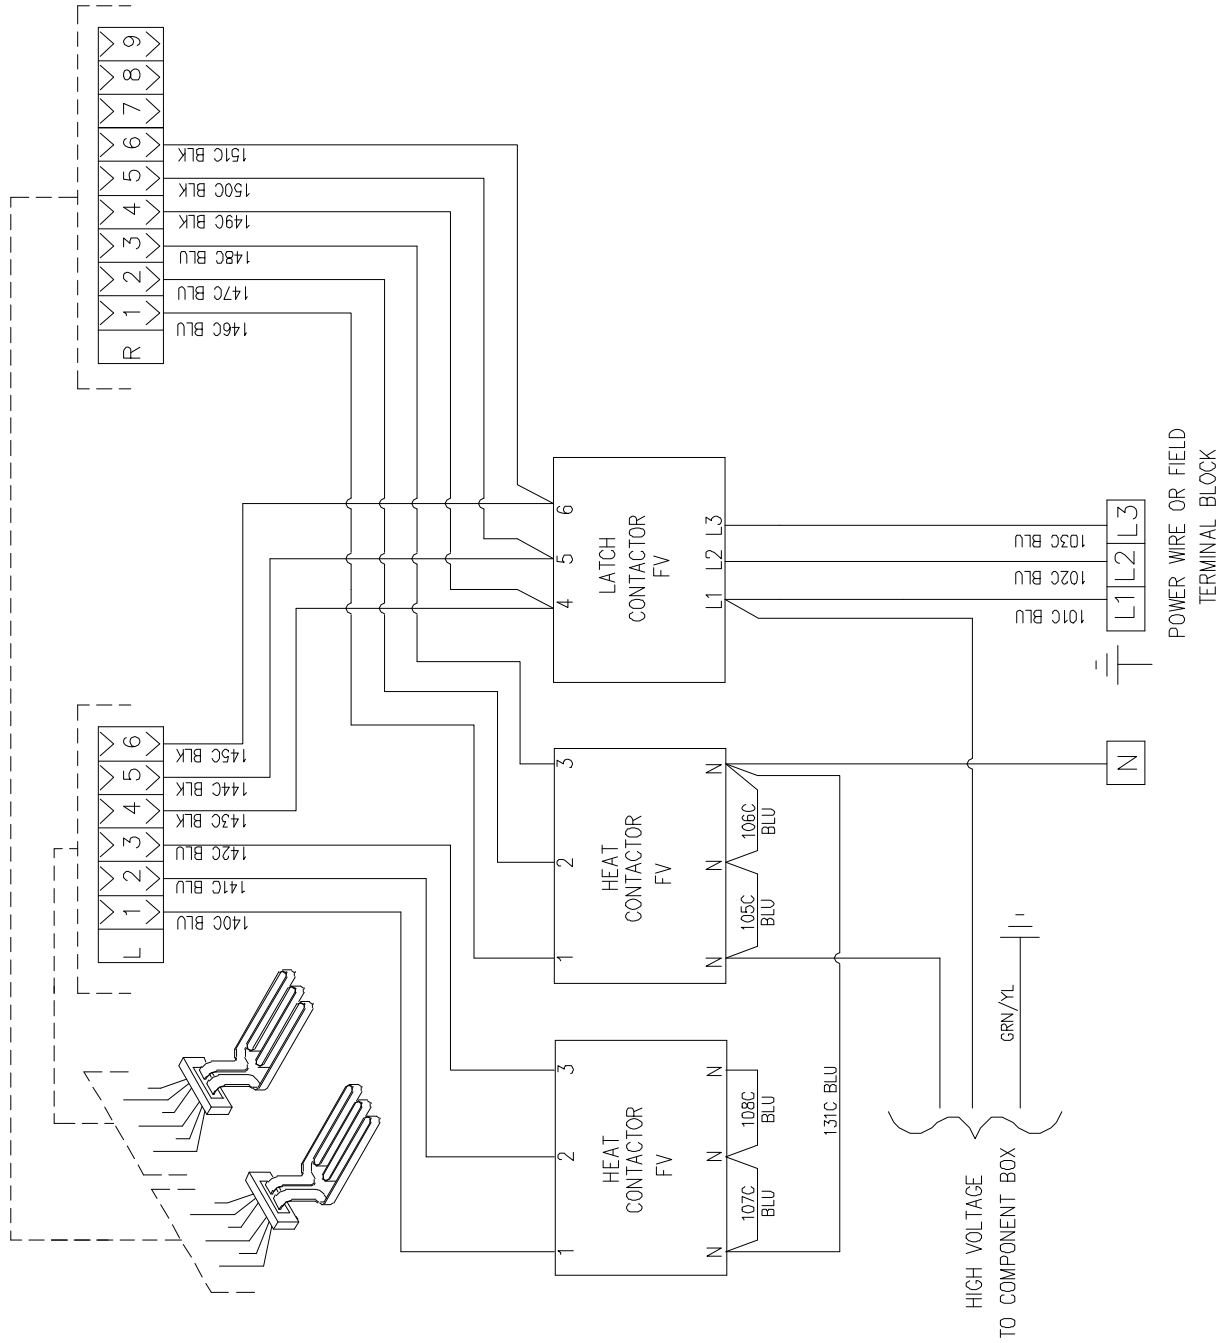 9
8
7
6
5
4
3
2
1
R
151C BLK
150C BLK
149C BLK
148C BLU
147C BLU
146C BLU
6
5
4
3
2
1
L
145C BLK
144C BLK
143C BLK
142C BLU
141C BLU
140C BLU
LATCH
CONTACTOR
FV
6
5
4
L3
L2
L1
HEAT
CONTACTOR
FV
3
2
1
N
N
N
106C
BLU
105C
BLU
HEAT
CONTACTOR
FV
3
2
1
N
N
N
108C
BLU
107C
BLU
131C BLU
103C BLU
102C BLU
101C BLU
L3
L2
L1
N
POWER WIRE OR FIELD
TERMINAL BLOCK
GRN/YL
HIGH VOLTAGE
TO COMPONENT BOX